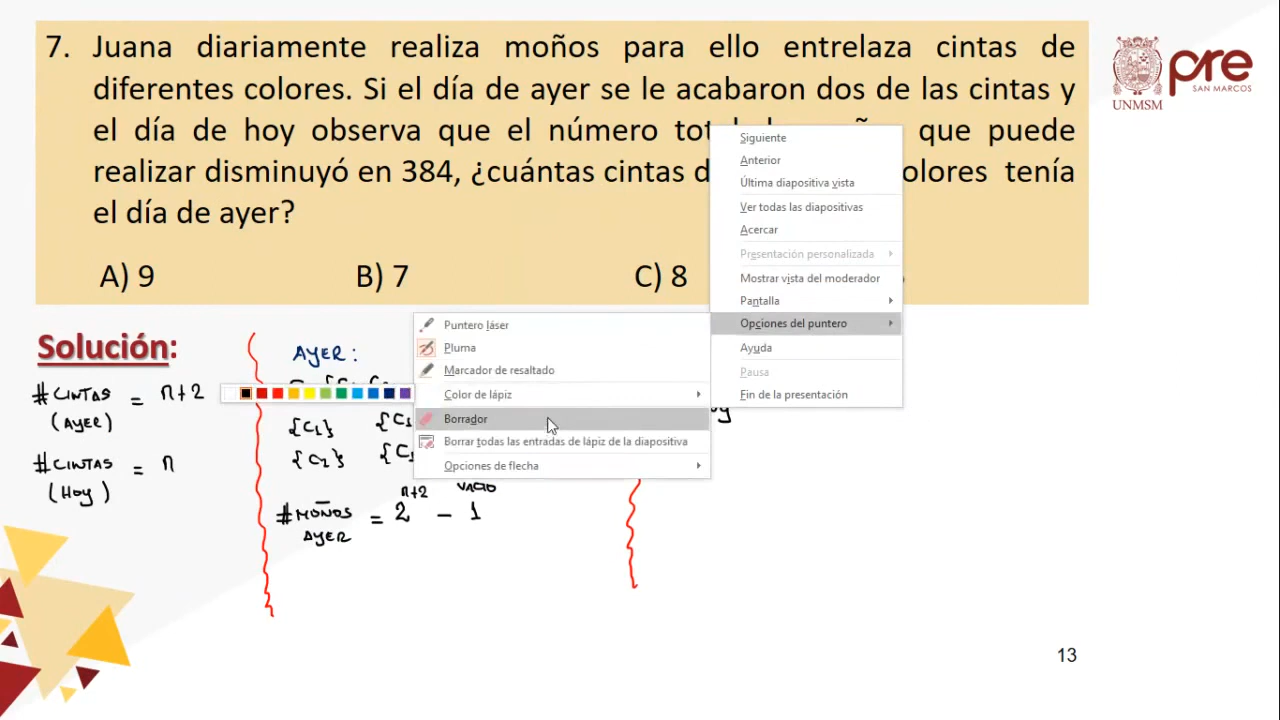 7. Juana diariamente realiza moños para ello entrelaza cintas de
diferentes colores. Si el día de ayer se le acabaron dos de las cintas y
el día de hoy observa que el número que puede
realizar disminuyó en 384, ¿cuántas cintas tenía
el día de ayer?
A) 9 B) 7 C) 8
UNMSM
pre
SAN MARCOS
Siguiente
Anterior
Última diapositiva vista
Ver todas las diapositivas
Acercar
Presentación personalizada
Mostrar vista del moderador
Pantalla
Opciones del puntero
Ayuda
Pausa
Fin de la presentación
Puntero láser
Pluma
Marcador de resaltado
Color de lápiz
Borrador
Borrar todas las entradas de lápiz de la diapositiva
Opciones de flecha
Solución:
#CINTAS = n+2
(AYER)
#CINTAS = n
(HOY)
AYER:
{C1}
{C2}
n+2 VACÍO
#MOÑOS = 2 - 1
AYER
13